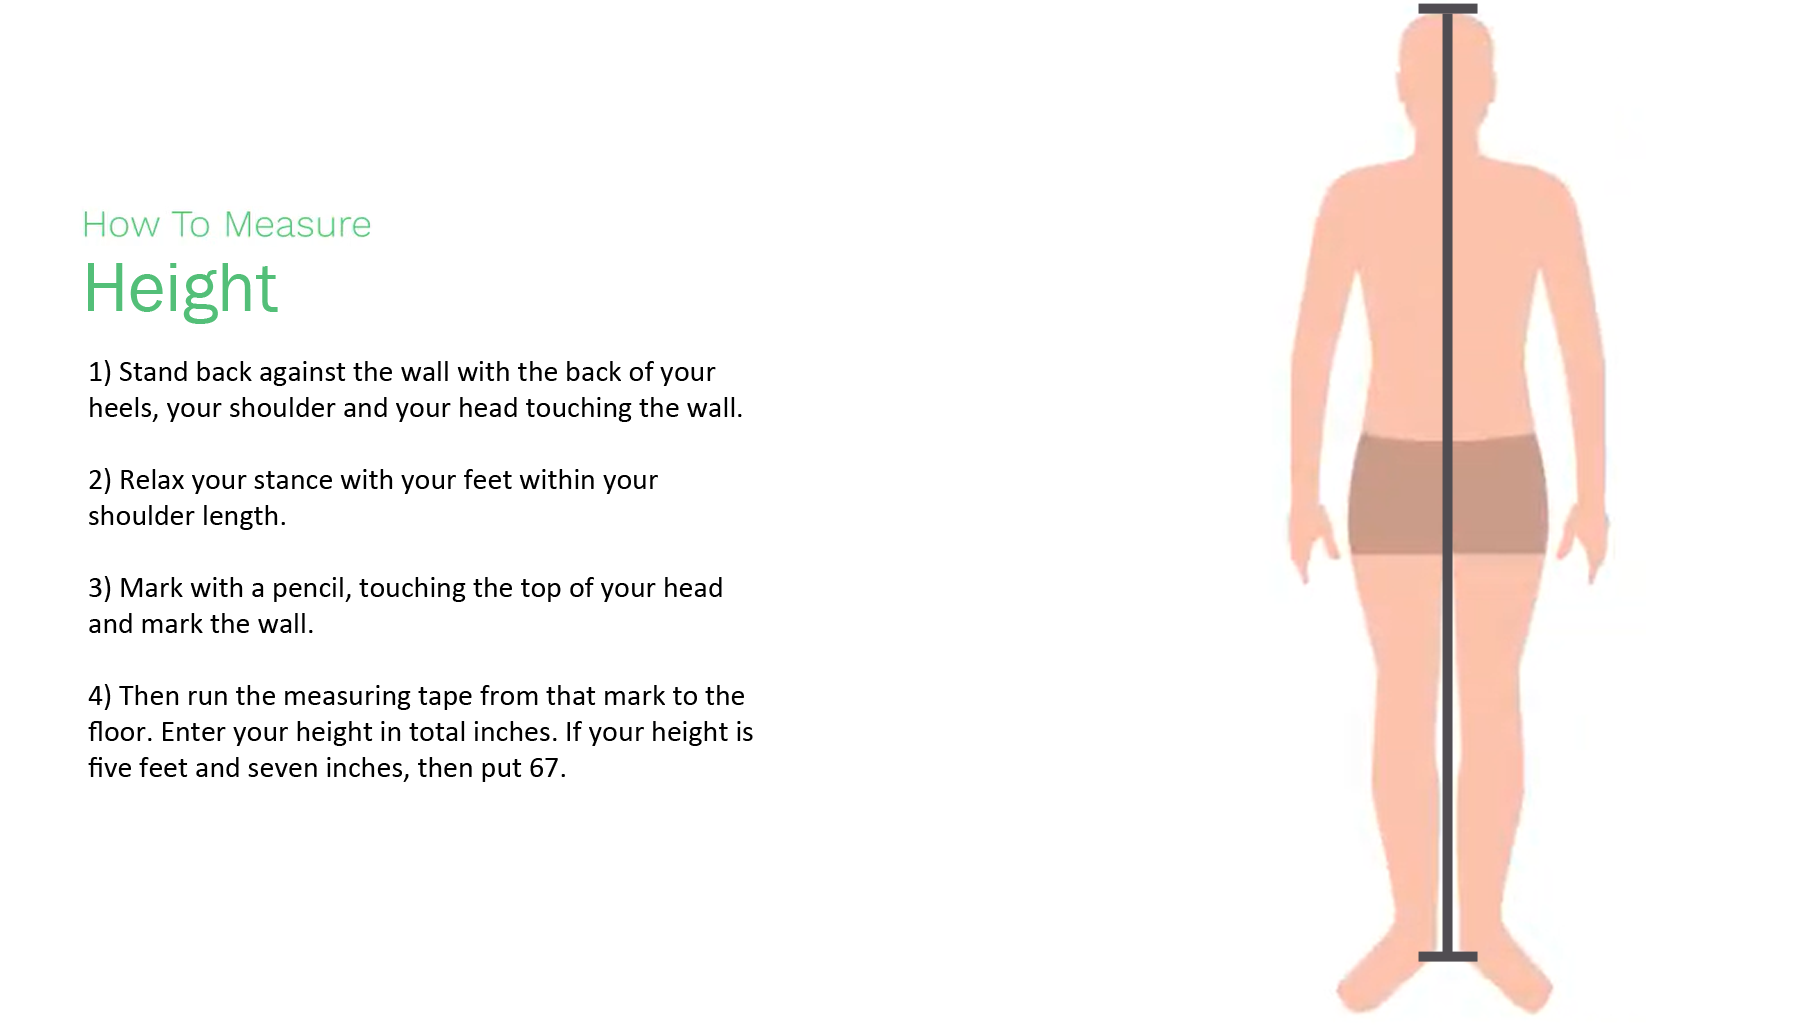 How To Measure
Height
1) Stand back against the wall with the back of your
heels, your shoulder and your head touching the wall.
2) Relax your stance with your feet within your
shoulder length.
3) Mark with a pencil, touching the top of your head
and mark the wall.
4) Then run the measuring tape from that mark to the
floor. Enter your height in total inches. If your height is
five feet and seven inches, then put 67.